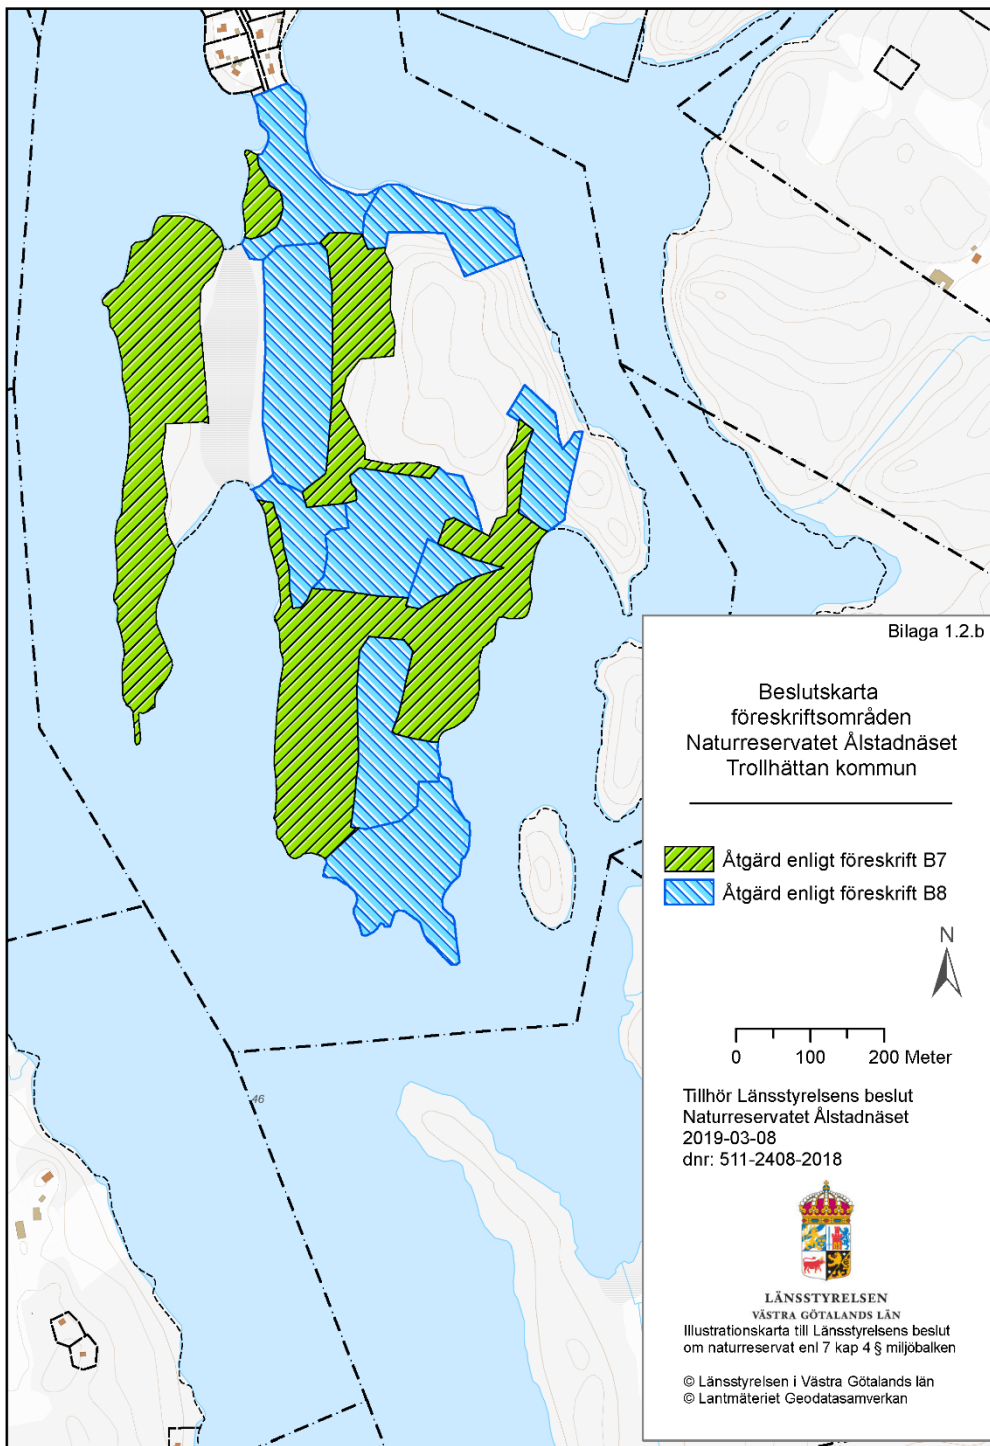 Bilaga 1.2.b
Beslutskarta
föreskriftsområden
Naturreservatet Ålstadnäset
Trollhättan kommun
Åtgärd enligt föreskrift B7
Åtgärd enligt föreskrift B8
N
0 100 200 Meter
46
Tillhör Länsstyrelsens beslut
Naturreservatet Ålstadnäset
2019-03-08
dnr: 511-2408-2018
LÄNSSTYRELSEN
VÄSTRA GÖTALANDS LÄN
Illustrationskarta till Länsstyrelsens beslut
om naturreservat enl 7 kap 4 § miljöbalken
© Länsstyrelsen i Västra Götalands län
© Lantmäteriet Geodatasamverkan